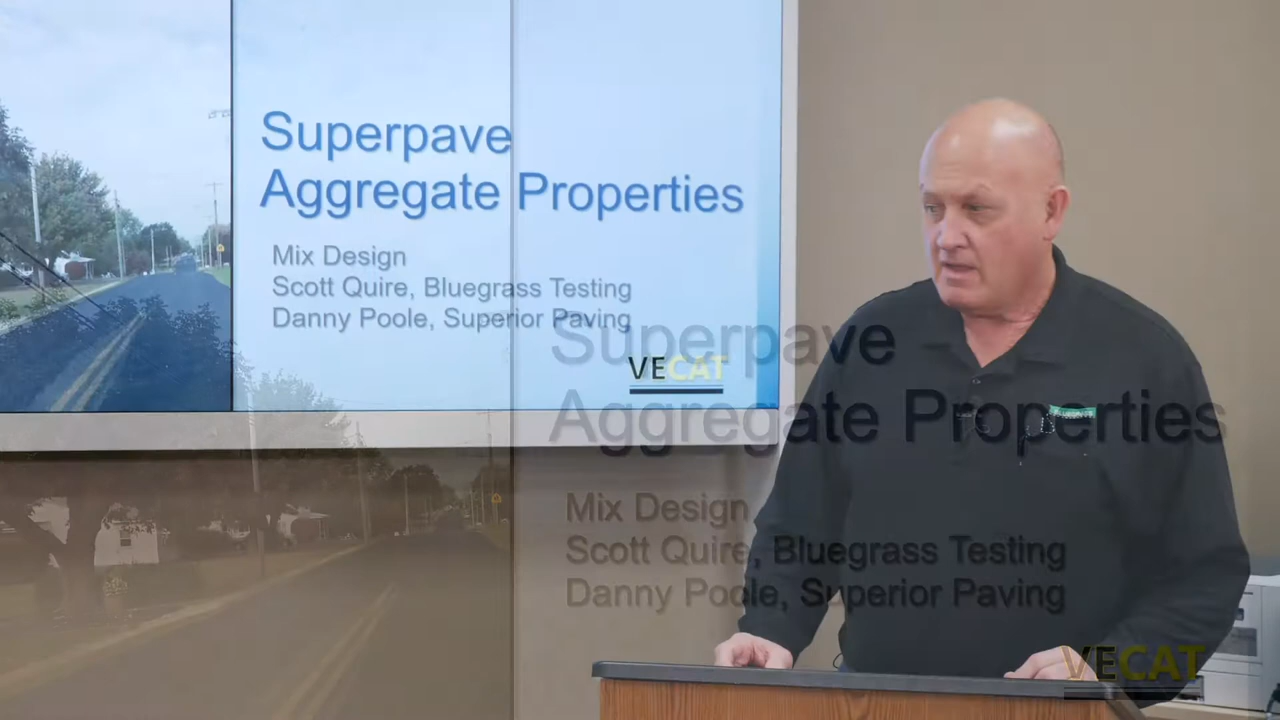 Superpave
Aggregate Properties
Mix Design
Scott Quire, Bluegrass Testing
Danny Poole, Superior Paving
VECAT
Superpave
Aggregate Properties
Mix Design
Scott Quire, Bluegrass Testing
Danny Poole, Superior Paving
VECAT